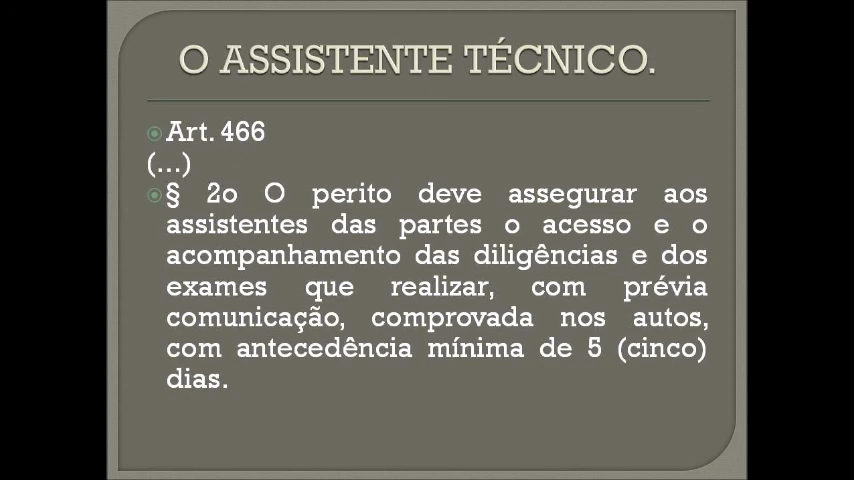 O ASSISTENTE TÉCNICO.
Art. 466
(...)
§ 2o O perito deve assegurar aos
assistentes das partes o acesso e o
acompanhamento das diligências e dos
exames que realizar, com prévia
comunicação, comprovada nos autos,
com antecedência mínima de 5 (cinco)
dias.